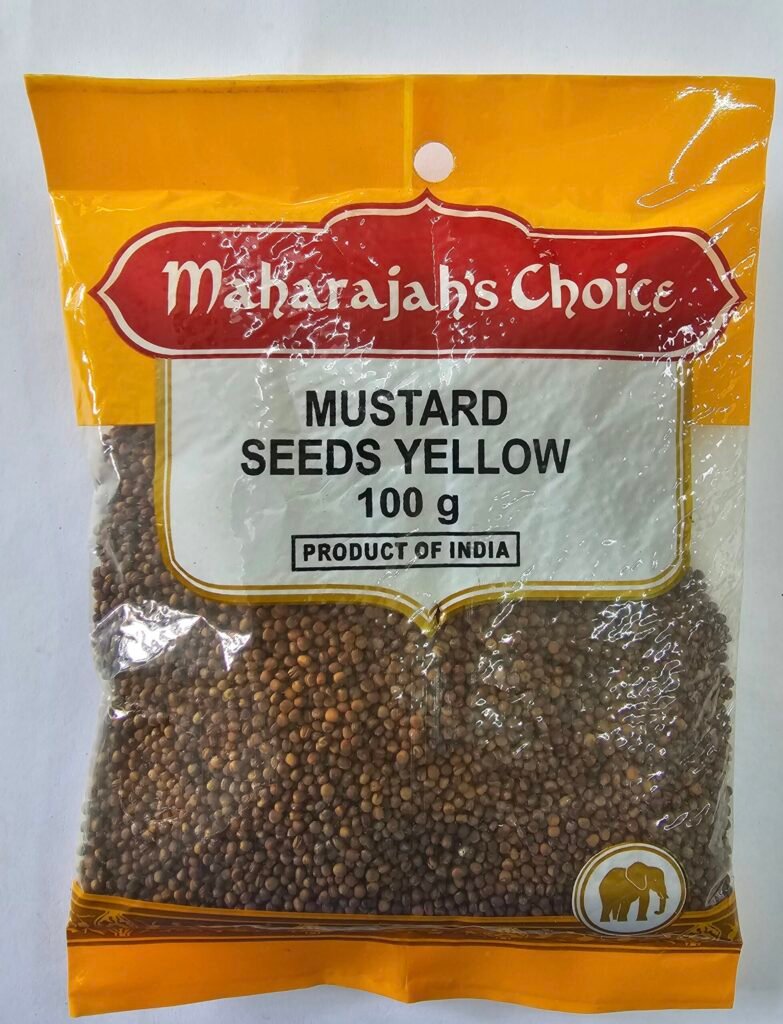 Maharajah's Choice
MUSTARD
SEEDS YELLOW
100 g
PRODUCT OF INDIA